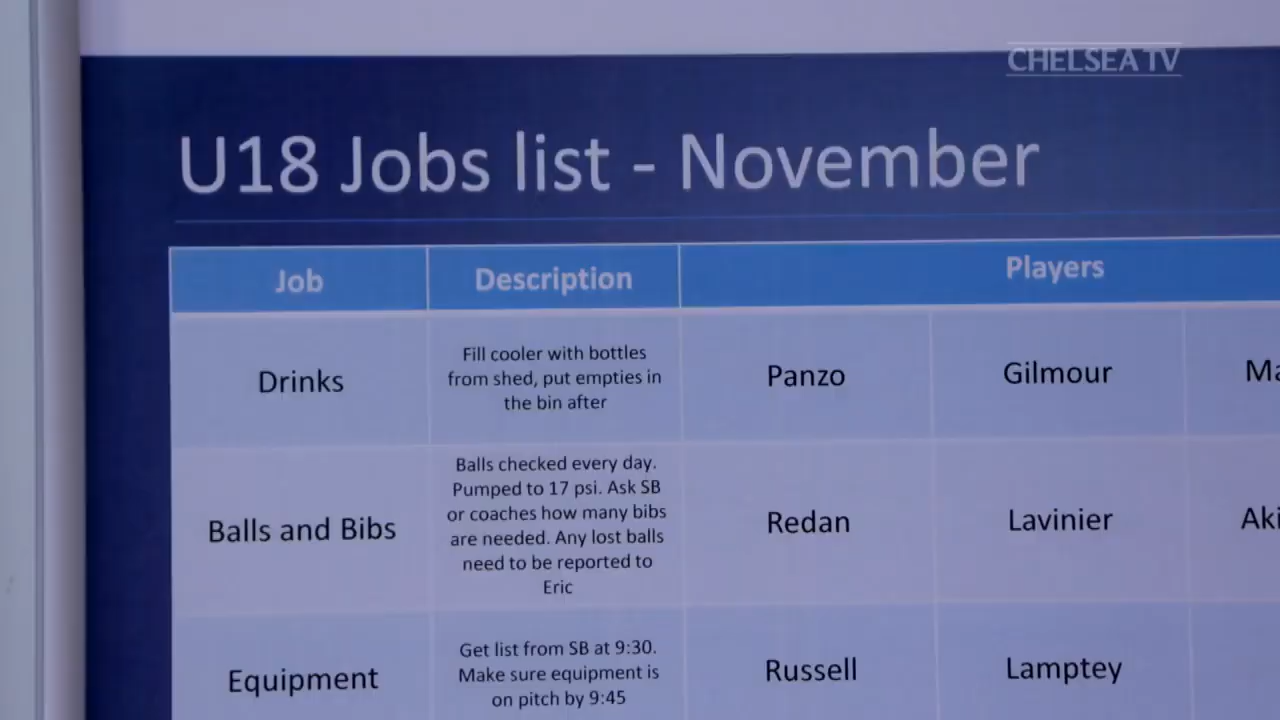 CHELSEA TV
U18 Jobs list - November
Job Description Players
Drinks
Fill cooler with bottles
from shed, put empties in
the bin after
Panzo Gilmour
Balls and Bibs
Balls checked every day.
Pumped to 17 psi. Ask SB
or coaches how many bibs
are needed. Any lost balls
need to be reported to
Eric
Redan Lavinier
Equipment
Get list from SB at 9:30.
Make sure equipment is
on pitch by 9:45
Russell Lamptey